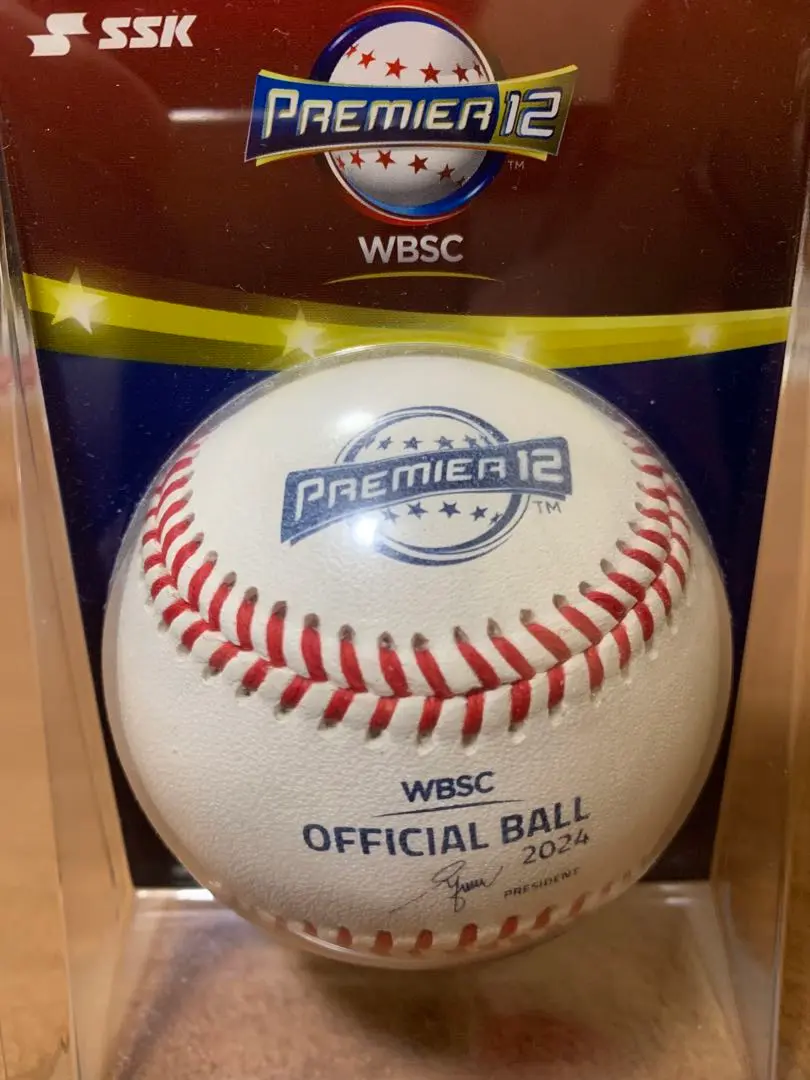 SSK
PREMIER 12
TM
WBSC
PREMIER 12
TM
WBSC
OFFICIAL BALL
2024
PRESIDENT